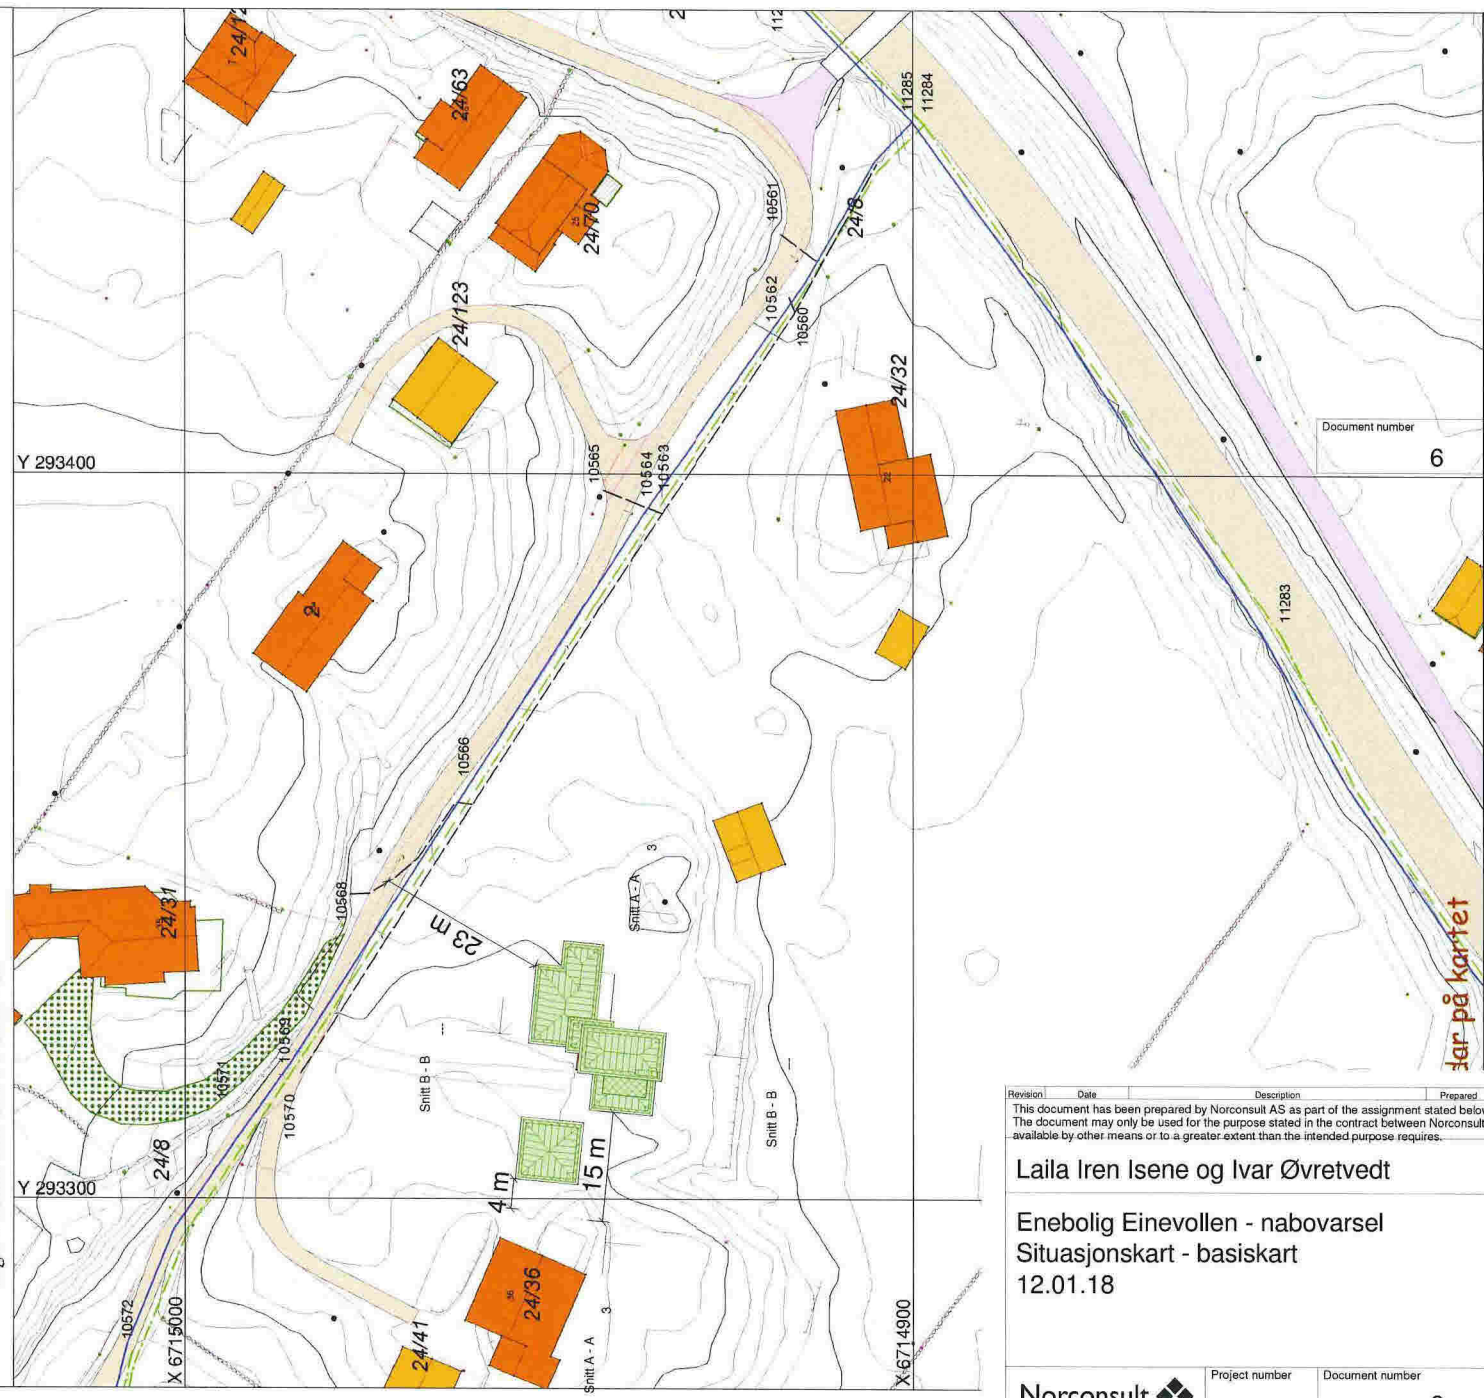 24/63
24/70
25
24/123
11285
11284
10561
24/8
10562
10560
24/32
22
Document number
6
Y 293400
10565
10564
10563
11283
10566
24/31
10568
23 m
Snitt A - A
3
10569
10571
10570
Snitt B - B
Snitt B - B
24/8
4 m
15 m
Y 293300
10572
X 6715000
24/41
36
24/36
Snitt A - A
3
X 6714900
dar på kartet
Revision Date Description Prepared
This document has been prepared by Norconsult AS as part of the assignment stated below
The document may only be used for the purpose stated in the contract between Norconsult
available by other means or to a greater extent than the intended purpose requires.
Laila Iren Isene og Ivar Øvretvedt
Enebolig Einevollen - nabovarsel
Situasjonskart - basiskart
12.01.18
Norconsult
Project number
Document number